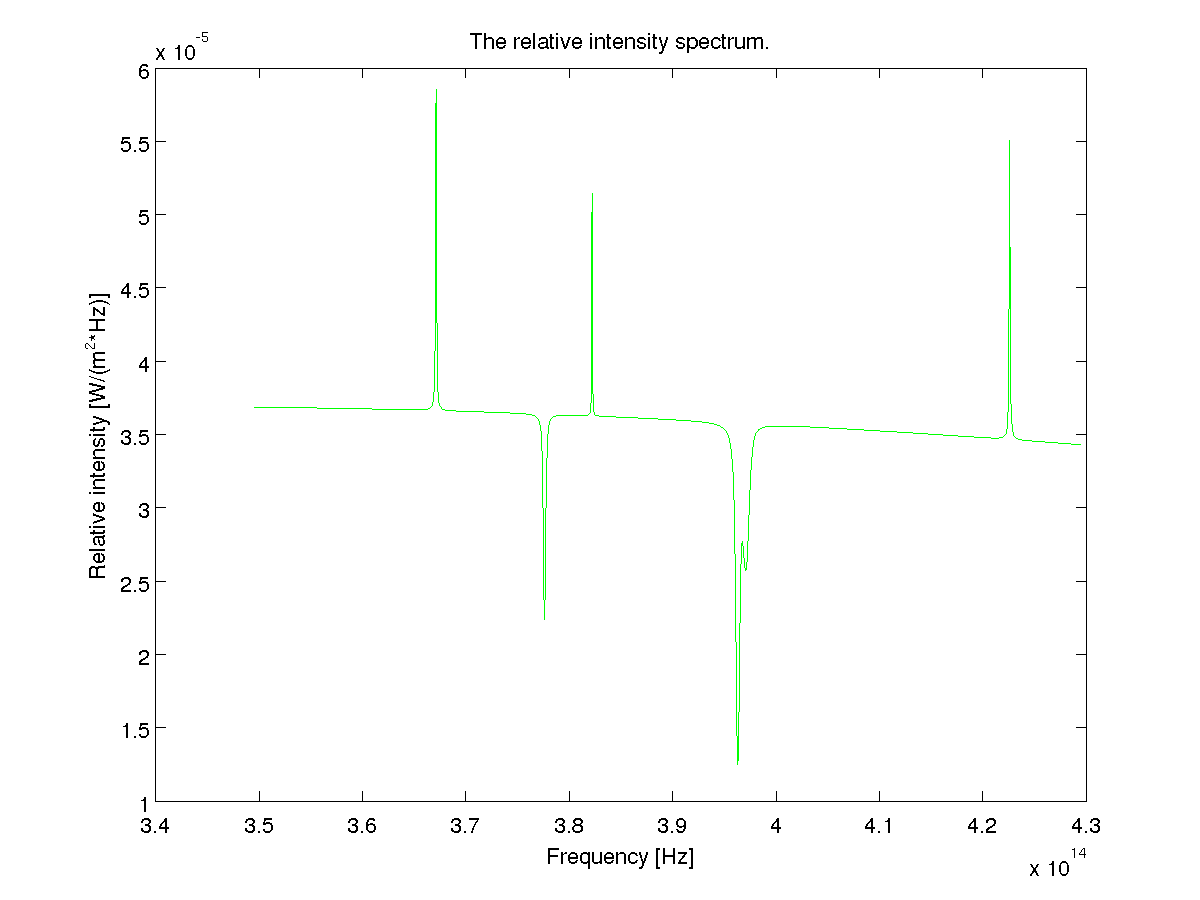 The relative intensity spectrum.
x 10^-5
6
5.5
5
4.5
4
3.5
3
2.5
2
1.5
1
Relative intensity [W/(m²*Hz)]
3.4 3.5 3.6 3.7 3.8 3.9 4 4.1 4.2 4.3
Frequency [Hz]
x 10^14